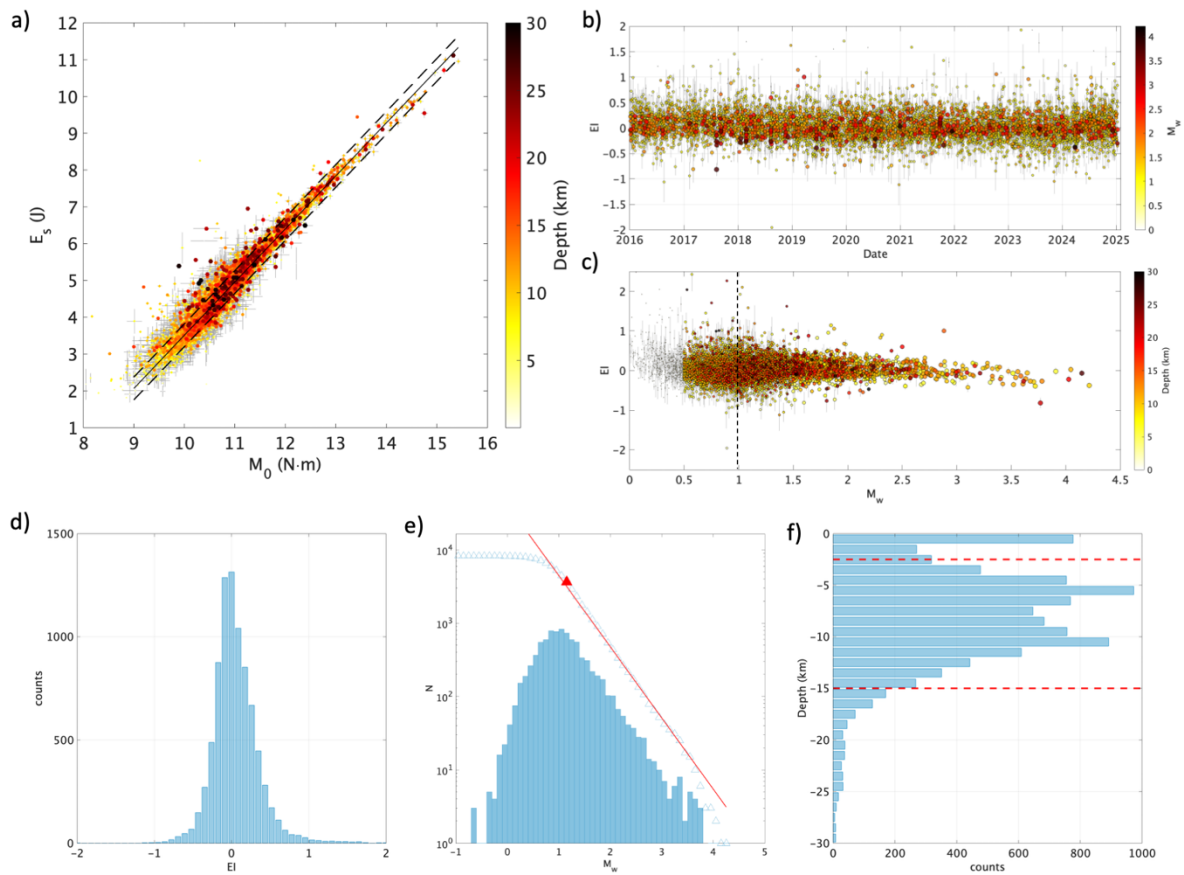 a)
12
11
10
9
8
7
6
5
4
3
2
1
E_s (J)
8 9 10 11 12 13 14 15 16
M_0 (N·m)
30
25
20
15
10
5
Depth (km)
b)
2
1.5
1
0.5
0
-0.5
-1
-1.5
-2
EI
2016 2017 2018 2019 2020 2021 2022 2023 2024 2025
Date
4
3.5
3
2.5
2
1.5
1
0.5
0
M_w
c)
2
1
0
-1
-2
EI
0 0.5 1 1.5 2 2.5 3 3.5 4 4.5
M_w
30
25
20
15
10
5
0
Depth (km)
d)
1500
1000
500
0
counts
-2 -1 0 1 2
EI
e)
10^4
10^3
10^2
10^1
10^0
N
-1 0 1 2 3 4 5
M_w
f)
0
-5
-10
-15
-20
-25
-30
Depth (km)
0 200 400 600 800 1000
counts